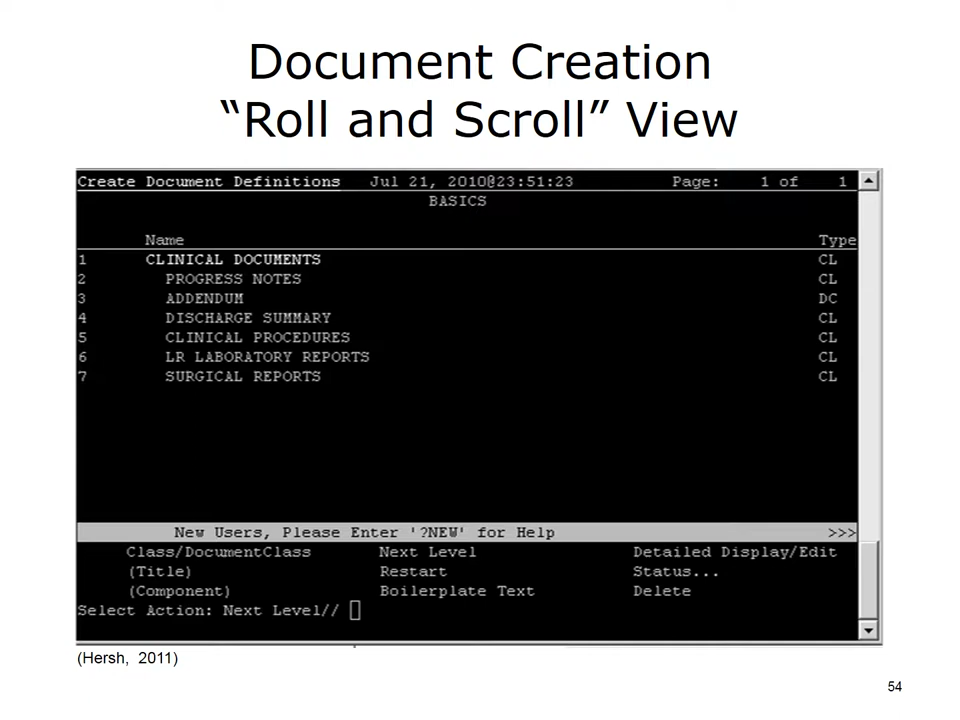 Document Creation
“Roll and Scroll” View
Create Document Definitions Jul 21, 2010@23:51:23 Page: 1 of 1
BASICS
Name Type
1 CLINICAL DOCUMENTS CL
2 PROGRESS NOTES CL
3 ADDENDUM DC
4 DISCHARGE SUMMARY CL
5 CLINICAL PROCEDURES CL
6 LR LABORATORY REPORTS CL
7 SURGICAL REPORTS CL
New Users, Please Enter '?NEW' for Help >>>
Class/DocumentClass Next Level Detailed Display/Edit
(Title) Restart Status...
(Component) Boilerplate Text Delete
Select Action: Next Level//
(Hersh, 2011)
54